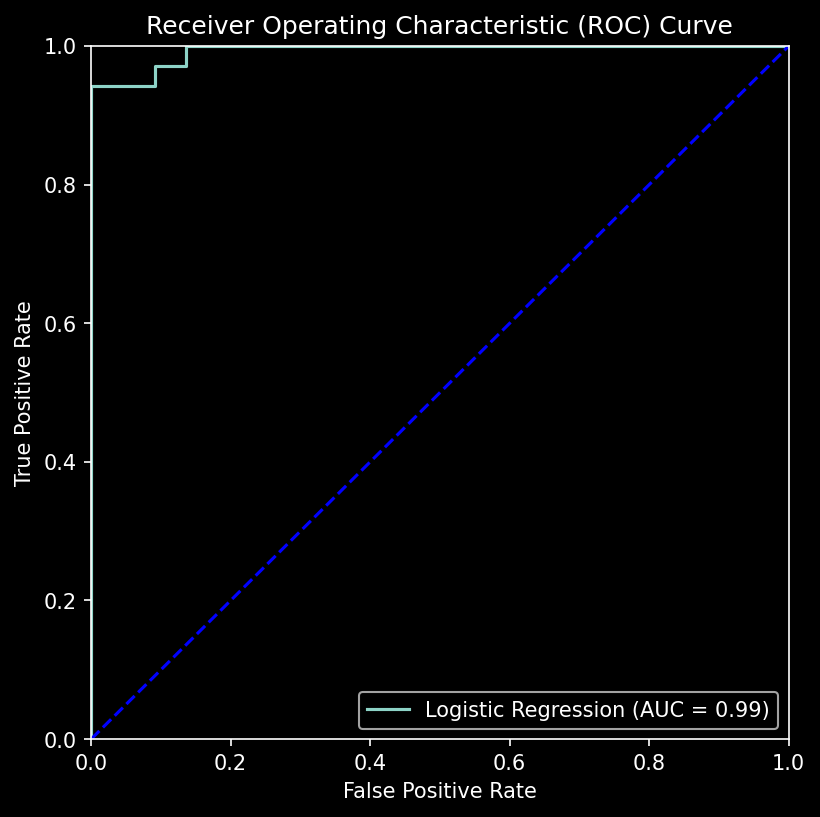 Receiver Operating Characteristic (ROC) Curve
1.0
0.8
0.6
0.4
0.2
0.0
True Positive Rate
Logistic Regression (AUC = 0.99)
0.0 0.2 0.4 0.6 0.8 1.0
False Positive Rate